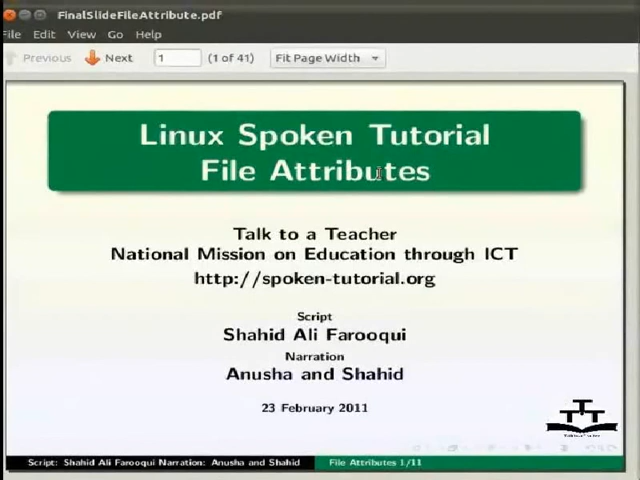 FinalSlideFileAttribute.pdf
File Edit View Go Help
Previous Next 1 (1 of 41) Fit Page Width
Linux Spoken Tutorial
File Attributes
Talk to a Teacher
National Mission on Education through ICT
http://spoken-tutorial.org
Script
Shahid Ali Farooqui
Narration
Anusha and Shahid
23 February 2011
Script: Shahid Ali Farooqui Narration: Anusha and Shahid File Attributes 1/11